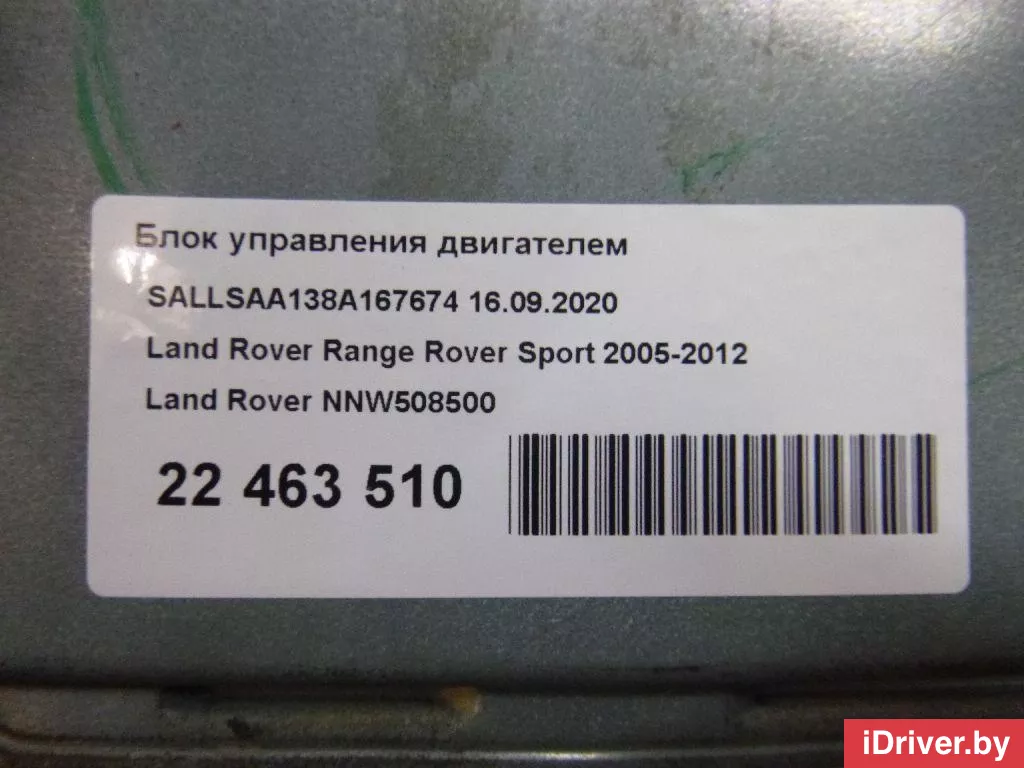 Блок управления двигателем
SALLSAA138A167674 16.09.2020
Land Rover Range Rover Sport 2005-2012
Land Rover NNW508500
22 463 510
iDriver.by